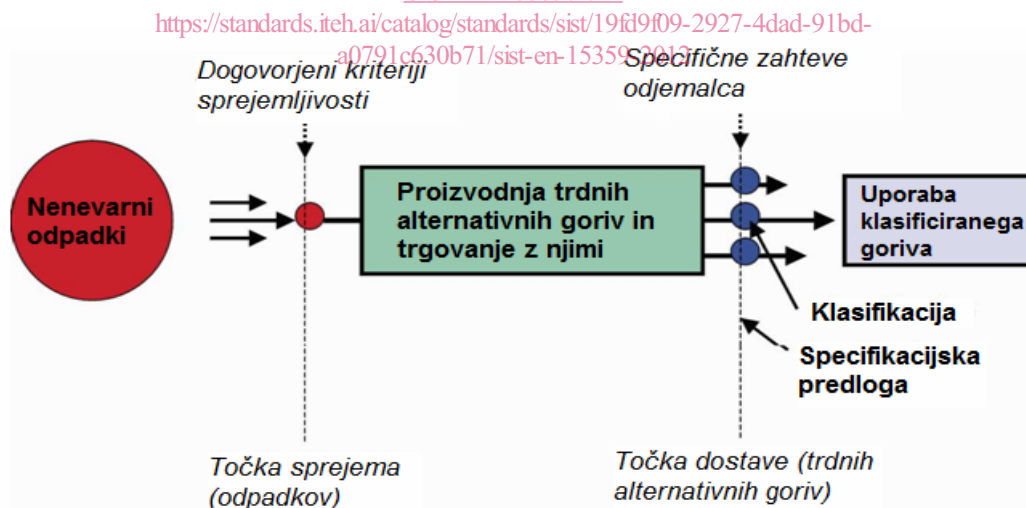 https://standards.iteh.ai/catalog/standards/sist/19fd9f09-2927-4dad-91bd-
a0791c630b71/sist-en-15359-2012
Dogovorjeni kriteriji
sprejemljivosti
Specifične zahteve
odjemalca
Nenevarni
odpadki
Proizvodnja trdnih
alternativnih goriv in
trgovanje z njimi
Uporaba
klasificiranega
goriva
Klasifikacija
Specifikacijska
predloga
Točka sprejema
(odpadkov)
Točka dostave (trdnih
alternativnih goriv)